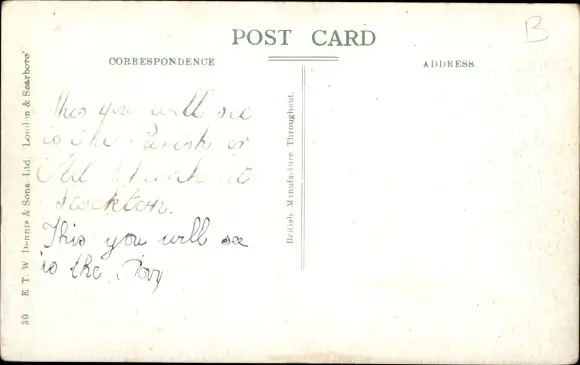 POST CARD
B
CORRESPONDENCE
ADDRESS
This you will see
is the Parish or
Old Church at
Stockton.
This you will see
is the
British Manufacture Throughout.
30 E. T. W. Dennis & Sons. Ltd. London & Scarboro'